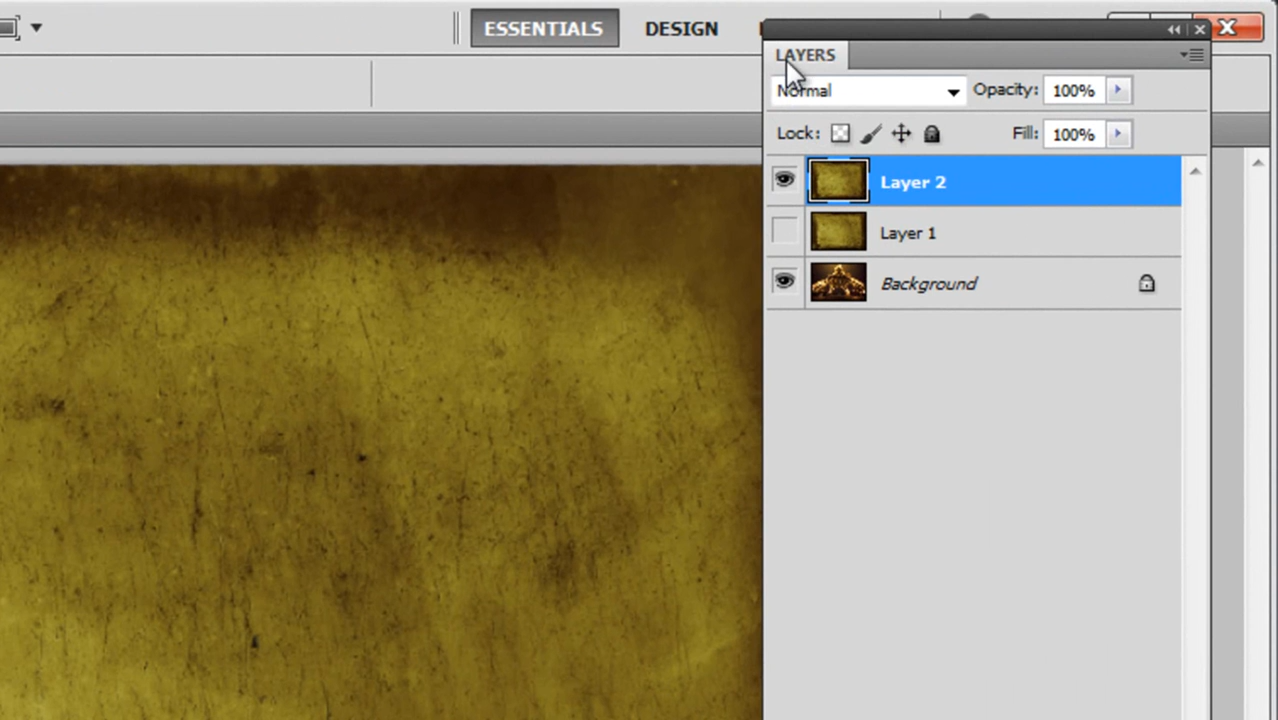 ESSENTIALS DESIGN
LAYERS
Normal Opacity: 100%
Lock: Fill: 100%
Layer 2
Layer 1
Background